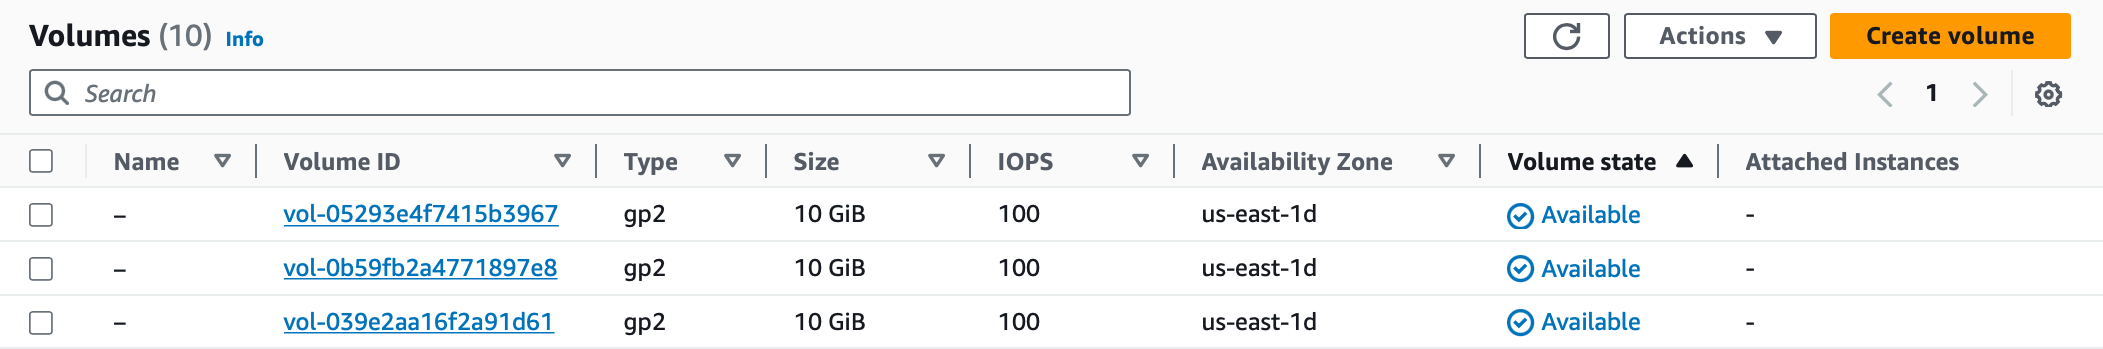 Volumes (10) Info
Actions
Create volume
Search
1
Name Volume ID Type Size IOPS Availability Zone Volume state Attached Instances
– vol-05293e4f7415b3967 gp2 10 GiB 100 us-east-1d Available -
– vol-0b59fb2a4771897e8 gp2 10 GiB 100 us-east-1d Available -
– vol-039e2aa16f2a91d61 gp2 10 GiB 100 us-east-1d Available -